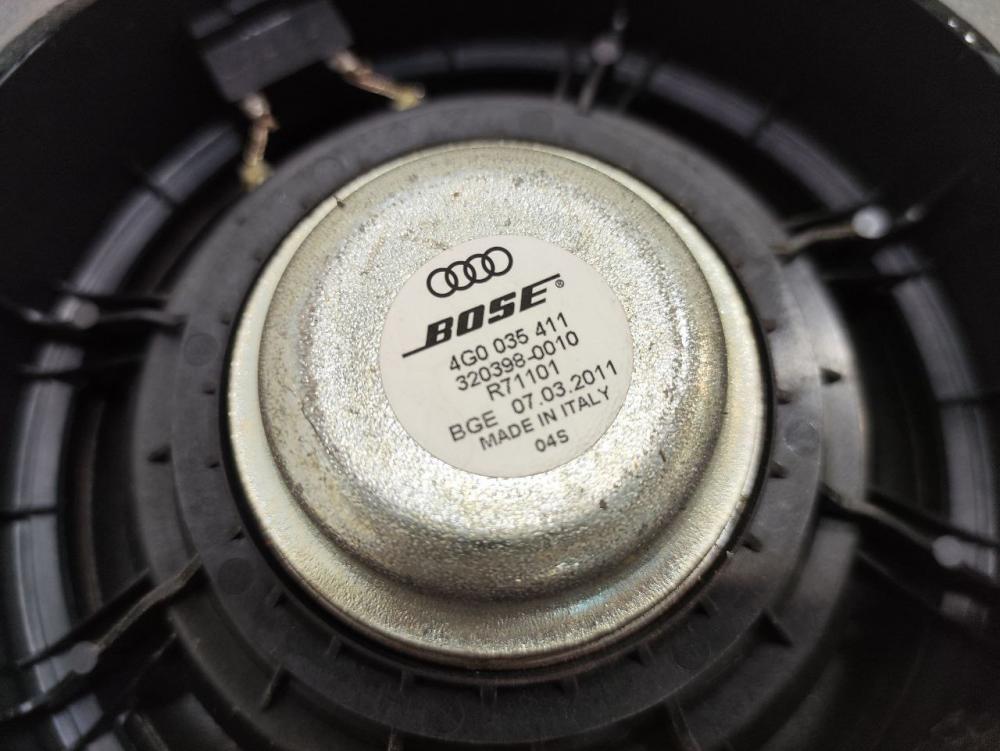 BOSE®
4G0 035 411
320398-0010
R71101
BGE 07.03.2011
MADE IN ITALY
04S